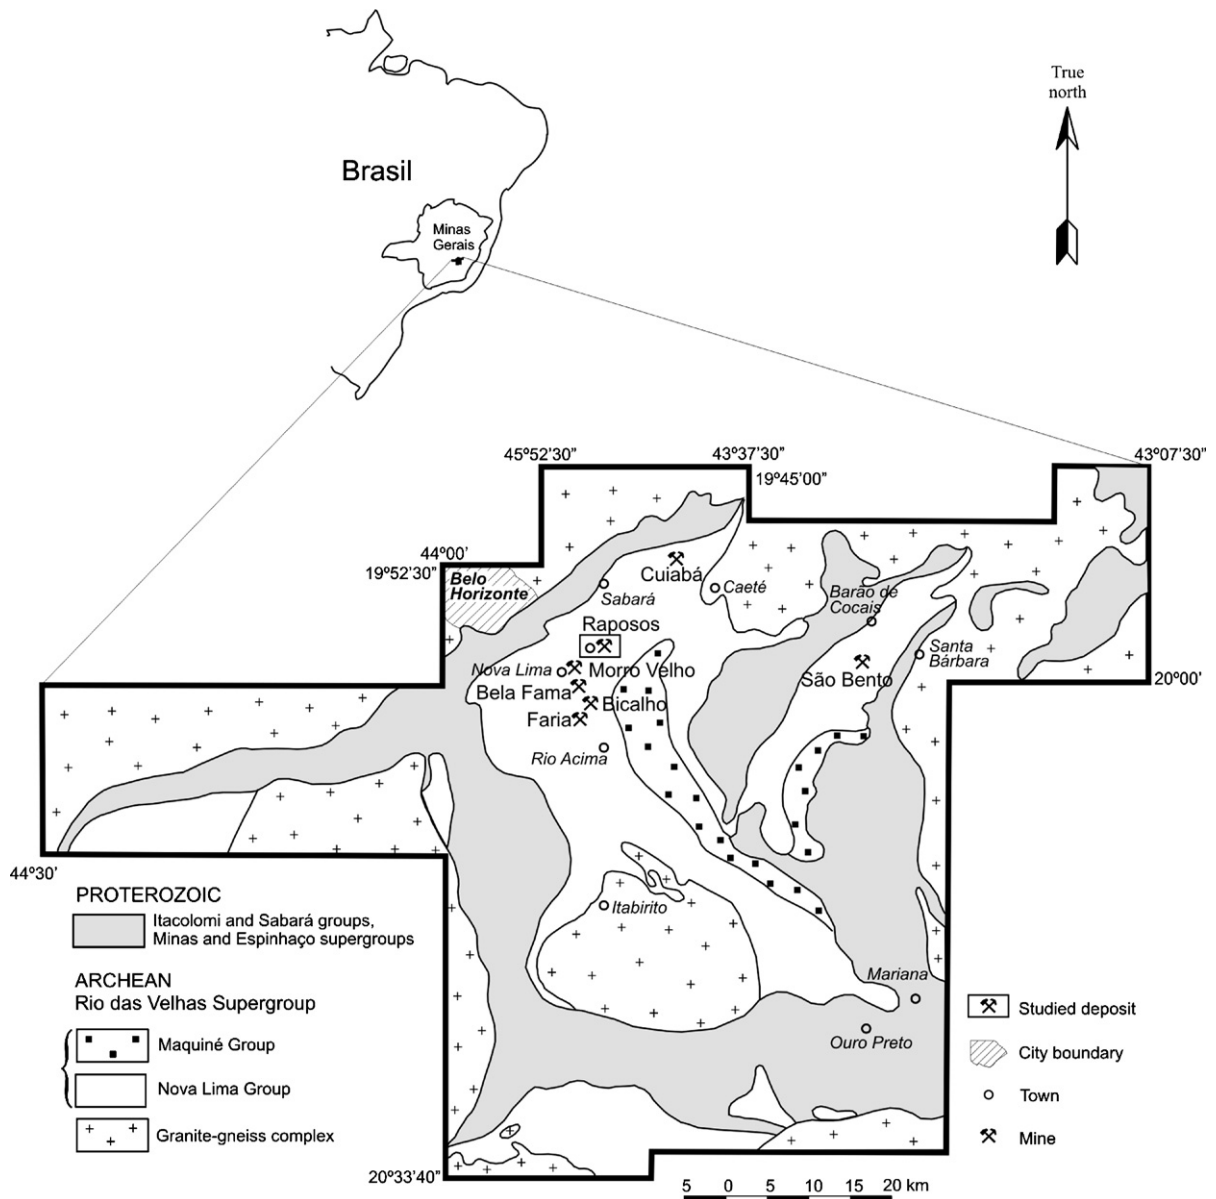 True
north
Brasil
Minas
Gerais
45º52'30"
43º37'30"
43º07'30"
19º45'00"
44º00'
19º52'30"
Belo
Horizonte
Cuiabá
Sabará
Caeté
Barão de
Cocais
Raposos
Santa
Bárbara
Nova Lima
Morro Velho
São Bento
20º00'
Bela Fama
Bicalho
Faria
Rio Acima
44º30'
PROTEROZOIC
Itacolomi and Sabará groups,
Minas and Espinhaço supergroups
Itabirito
ARCHEAN
Rio das Velhas Supergroup
Mariana
Studied deposit
Maquiné Group
Ouro Preto
City boundary
Nova Lima Group
Town
Granite-gneiss complex
Mine
20º33'40"
5 0 5 10 15 20 km